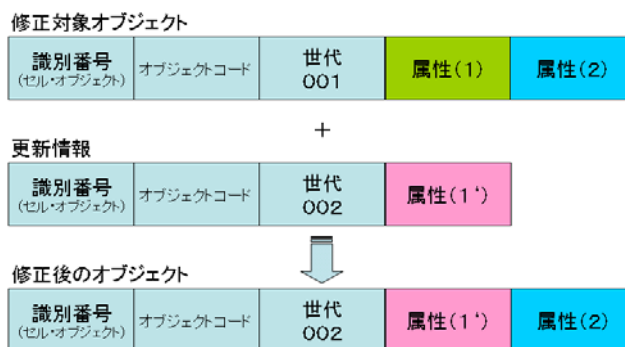 修正対象オブジェクト
識別番号
(セル・オブジェクト)
オブジェクトコード
世代
001
属性(1)
属性(2)
+
更新情報
識別番号
(セル・オブジェクト)
オブジェクトコード
世代
002
属性(1‘)
修正後のオブジェクト
識別番号
(セル・オブジェクト)
オブジェクトコード
世代
002
属性(1‘)
属性(2)